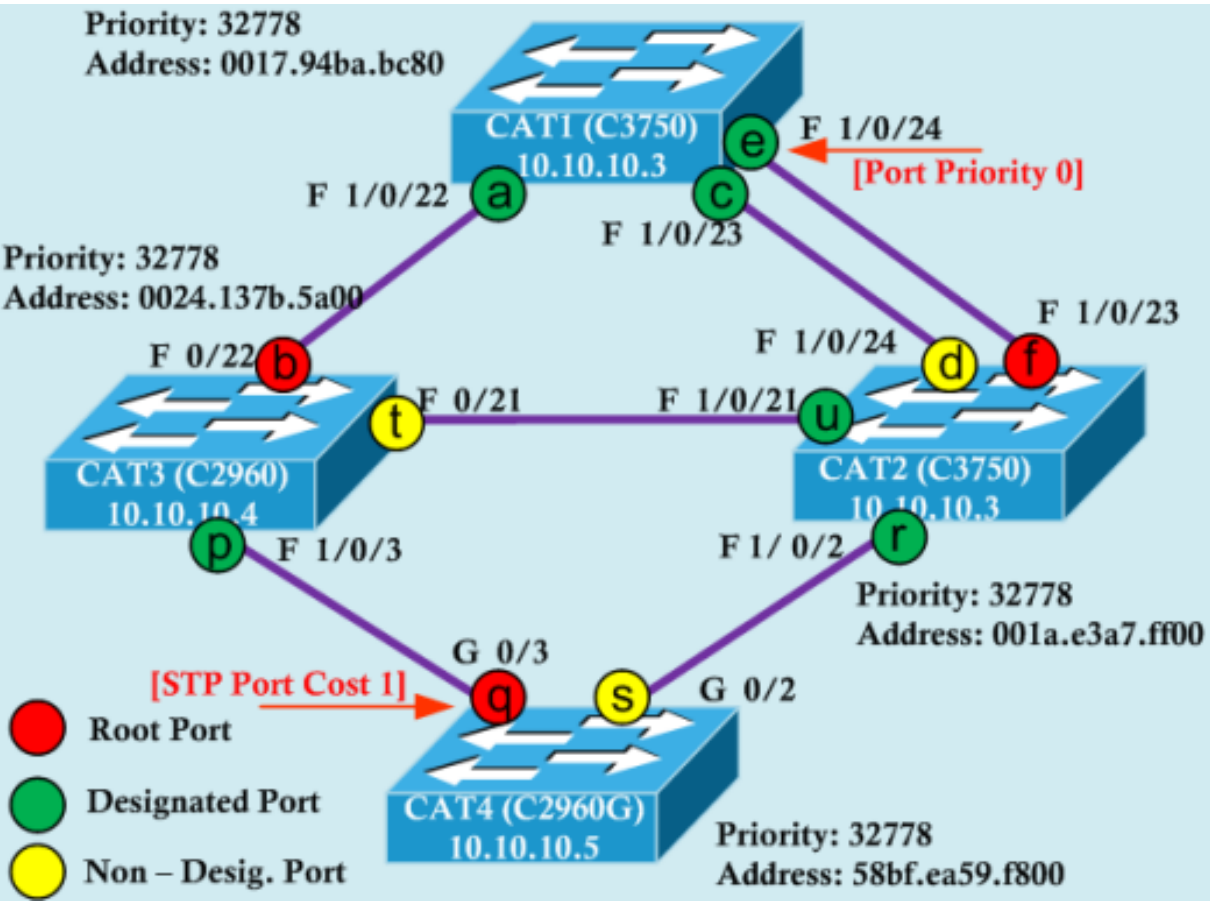 Priority: 32778
Address: 0017.94ba.bc80
CAT1 (C3750)
10.10.10.3
e
F 1/0/24
[Port Priority 0]
F 1/0/22
a
c
F 1/0/23
Priority: 32778
Address: 0024.137b.5a00
F 0/22
b
F 1/0/24
d
F 1/0/23
f
t
F 0/21
F 1/0/21
u
CAT3 (C2960)
10.10.10.4
CAT2 (C3750)
10.10.10.3
p
F 1/0/3
F 1/ 0/2
r
Priority: 32778
Address: 001a.e3a7.ff00
G 0/3
[STP Port Cost 1]
q
s
G 0/2
Root Port
Designated Port
Non – Desig. Port
CAT4 (C2960G)
10.10.10.5
Priority: 32778
Address: 58bf.ea59.f800